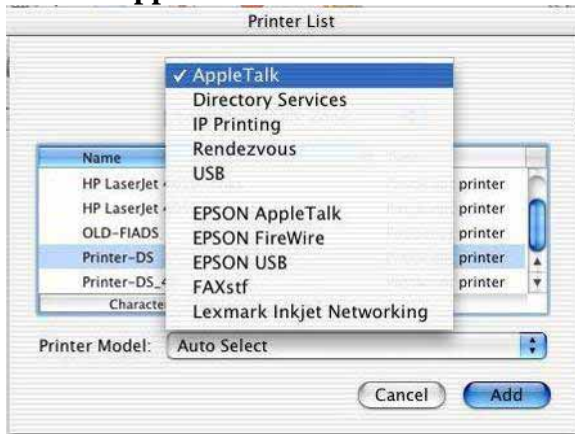 Printer List
✓ AppleTalk
Directory Services
IP Printing
Rendezvous
USB
EPSON AppleTalk
EPSON FireWire
EPSON USB
FAXstf
Lexmark Inkjet Networking
Name
HP LaserJet printer
HP LaserJet printer
OLD-FIADS printer
Printer-DS printer
Printer-DS_4 printer
Printer Model: Auto Select
Cancel Add